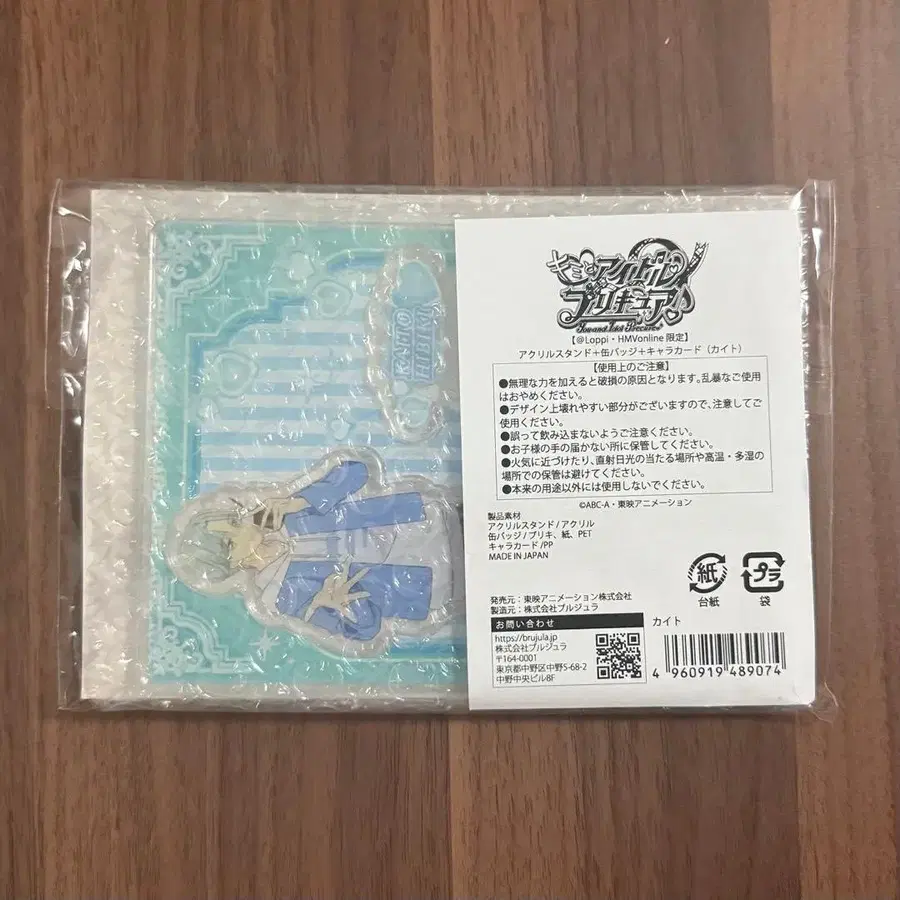 キミとアイドル
プリキュア♪
You and Idol Precure♪
【@Loppi・HMVonline 限定】
アクリルスタンド+缶バッジ+キャラカード（カイト）
【使用上のご注意】
●無理な力を加えると破損の原因となります。乱暴なご使用
はおやめください。
●デザイン上壊れやすい部分がございますので、注意してご
使用ください。
●誤って飲み込まないようご注意ください。
●お子様の手の届かない所に保管してください。
●火気に近づけたり、直射日光の当たる場所や高温・多湿の
場所での保管は避けてください。
●本来の用途以外には使用しないでください。
©ABC-A・東映アニメーション
製品素材
アクリルスタンド/アクリル
缶バッジ/ブリキ、紙、PET
キャラカード/PP
MADE IN JAPAN
紙
台紙
プラ
袋
発売元：東映アニメーション株式会社
製造元：株式会社ブルジュラ
お問い合わせ
https://brujula.jp
株式会社ブルジュラ
〒164-0001
東京都中野区中野5-68-2
中野中央ビル8F
カイト
4 960919 489074
KAITO
HIBIKI